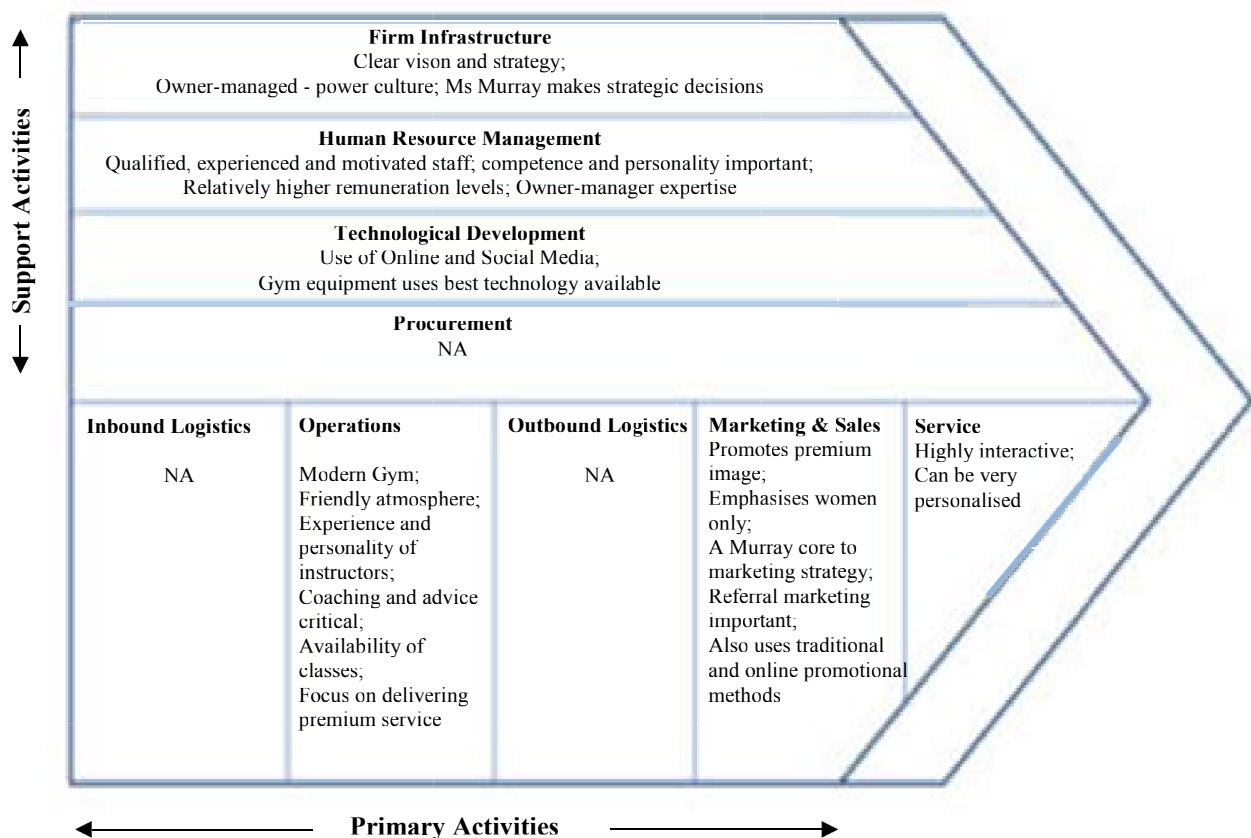 Support Activities
Firm Infrastructure
Clear vison and strategy;
Owner-managed - power culture; Ms Murray makes strategic decisions
Human Resource Management
Qualified, experienced and motivated staff; competence and personality important;
Relatively higher remuneration levels; Owner-manager expertise
Technological Development
Use of Online and Social Media;
Gym equipment uses best technology available
Procurement
NA
Inbound Logistics
NA
Operations
Modern Gym;
Friendly atmosphere;
Experience and
personality of
instructors;
Coaching and advice
critical;
Availability of
classes;
Focus on delivering
premium service
Outbound Logistics
NA
Marketing & Sales
Promotes premium
image;
Emphasises women
only;
A Murray core to
marketing strategy;
Referral marketing
important;
Also uses traditional
and online promotional
methods
Service
Highly interactive;
Can be very
personalised
Primary Activities